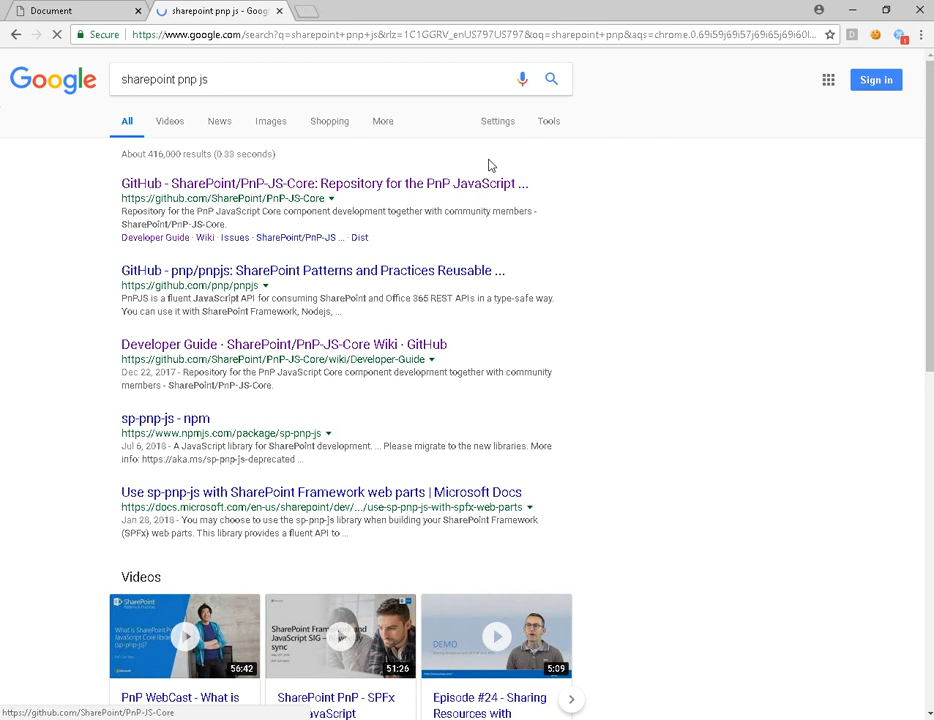 Document
sharepoint pnp js - Goog
Secure
https://www.google.com/search?q=sharepoint+pnp+js&rlz=1C1GGRV_enUS797US797&oq=sharepoint+pnp&aqs=chrome.0.69i59j69i57j69i65j69i60l...
Google
sharepoint pnp js
Sign in
All Videos News Images Shopping More Settings Tools
About 416,000 results (0.33 seconds)
GitHub - SharePoint/PnP-JS-Core: Repository for the PnP JavaScript ...
https://github.com/SharePoint/PnP-JS-Core
Repository for the PnP JavaScript Core component development together with community members -
SharePoint/PnP-JS-Core.
Developer Guide · Wiki · Issues · SharePoint/PnP-JS ... · Dist
GitHub - pnp/pnpjs: SharePoint Patterns and Practices Reusable ...
https://github.com/pnp/pnpjs
PnPJS is a fluent JavaScript API for consuming SharePoint and Office 365 REST APIs in a type-safe way.
You can use it with SharePoint Framework, Nodejs, ...
Developer Guide · SharePoint/PnP-JS-Core Wiki · GitHub
https://github.com/SharePoint/PnP-JS-Core/wiki/Developer-Guide
Dec 22, 2017 - Repository for the PnP JavaScript Core component development together with community
members - SharePoint/PnP-JS-Core.
sp-pnp-js - npm
https://www.npmjs.com/package/sp-pnp-js
Jul 6, 2018 - A JavaScript library for SharePoint development. ... Please migrate to the new libraries. More
info: https://aka.ms/sp-pnp-js-deprecated ...
Use sp-pnp-js with SharePoint Framework web parts | Microsoft Docs
https://docs.microsoft.com/en-us/sharepoint/dev/.../use-sp-pnp-js-with-spfx-web-parts
Jan 28, 2018 - You may choose to use the sp-pnp-js library when building your SharePoint Framework
(SPFx) web parts. This library provides a fluent API to ...
Videos
SharePoint
What is
JavaScript Core
(sp-pnp-js)?
56:42
SharePoint
JavaScript SIG
sync
51:26
DEMO
5:09
PnP WebCast - What is
SharePoint PnP - SPFx
JavaScript
Episode #24 - Sharing
Resources with
https://github.com/SharePoint/PnP-JS-Core